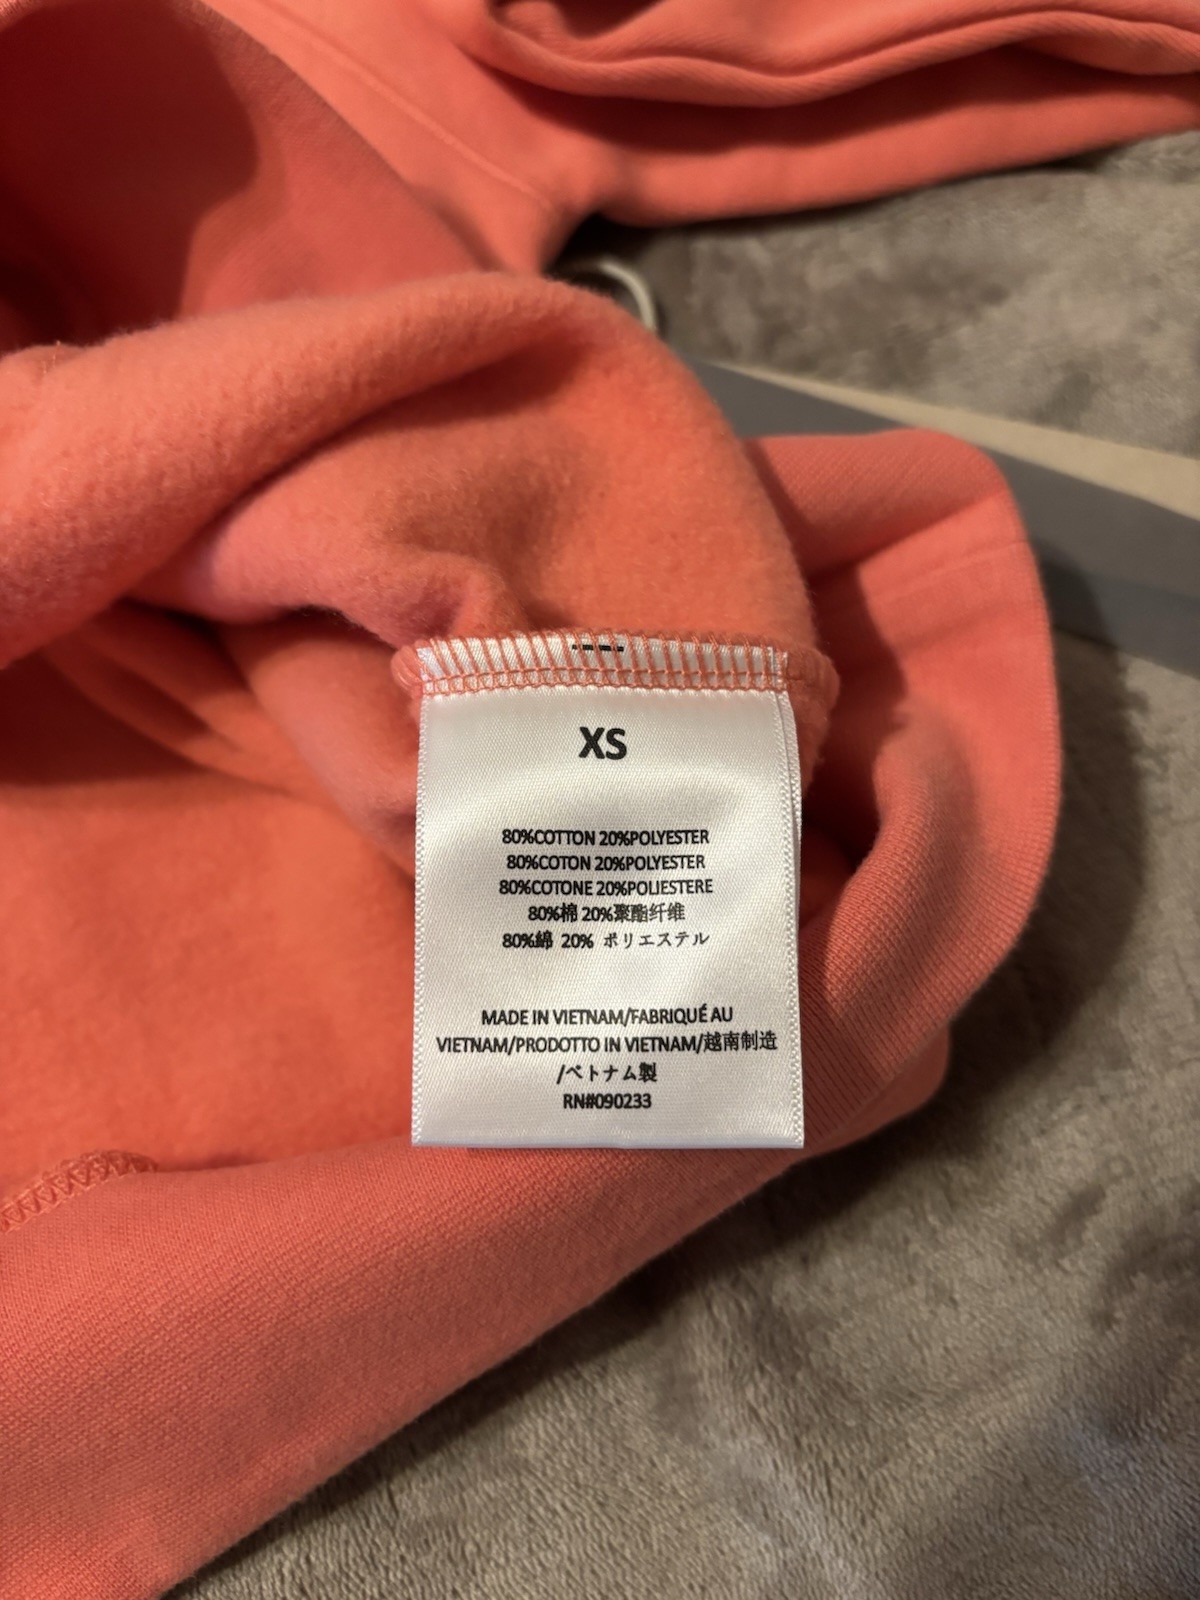 XS
80%COTTON 20%POLYESTER
80%COTON 20%POLYESTER
80%COTONE 20%POLIESTERE
80%棉 20%聚酯纤维
80%綿 20% ポリエステル
MADE IN VIETNAM/FABRIQUÉ AU
VIETNAM/PRODOTTO IN VIETNAM/越南制造
/ベトナム製
RN#090233